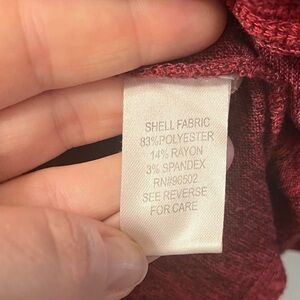 SHELL FABRIC
83%POLYESTER
14% RAYON
3% SPANDEX
RN#96502
SEE REVERSE
FOR CARE